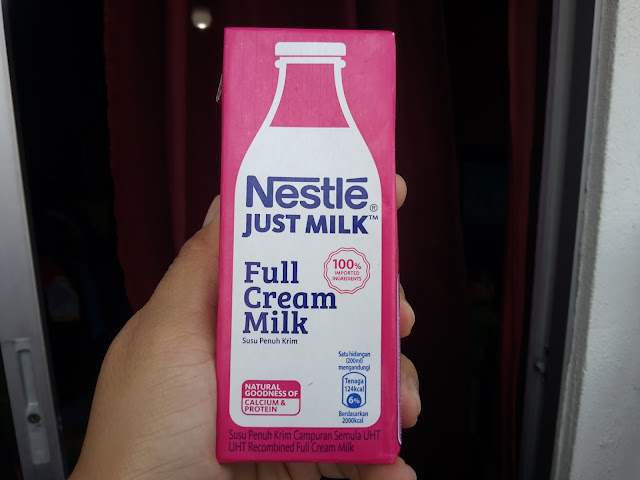 Nestlé®
JUST MILK™
Full
Cream
Milk
Susu Penuh Krim
100%
IMPORTED
INGREDIENTS
Satu hidangan
(200ml)
mengandungi
Tenaga
124kcal
6%
Berdasarkan
2000kcal
NATURAL
GOODNESS OF
CALCIUM &
PROTEIN
Susu Penuh Krim Campuran Semula UHT
UHT Recombined Full Cream Milk